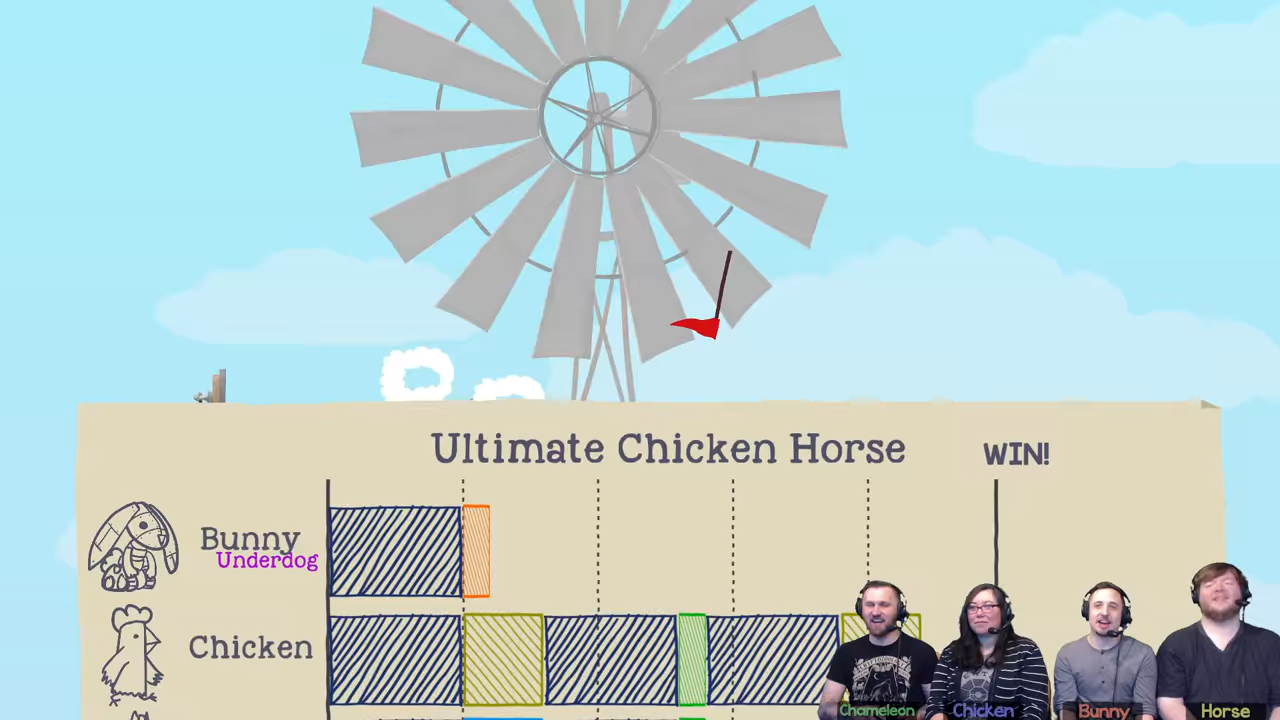 Ultimate Chicken Horse
WIN!
Bunny
Underdog
Chicken
Chameleon
Chicken
Bunny
Horse